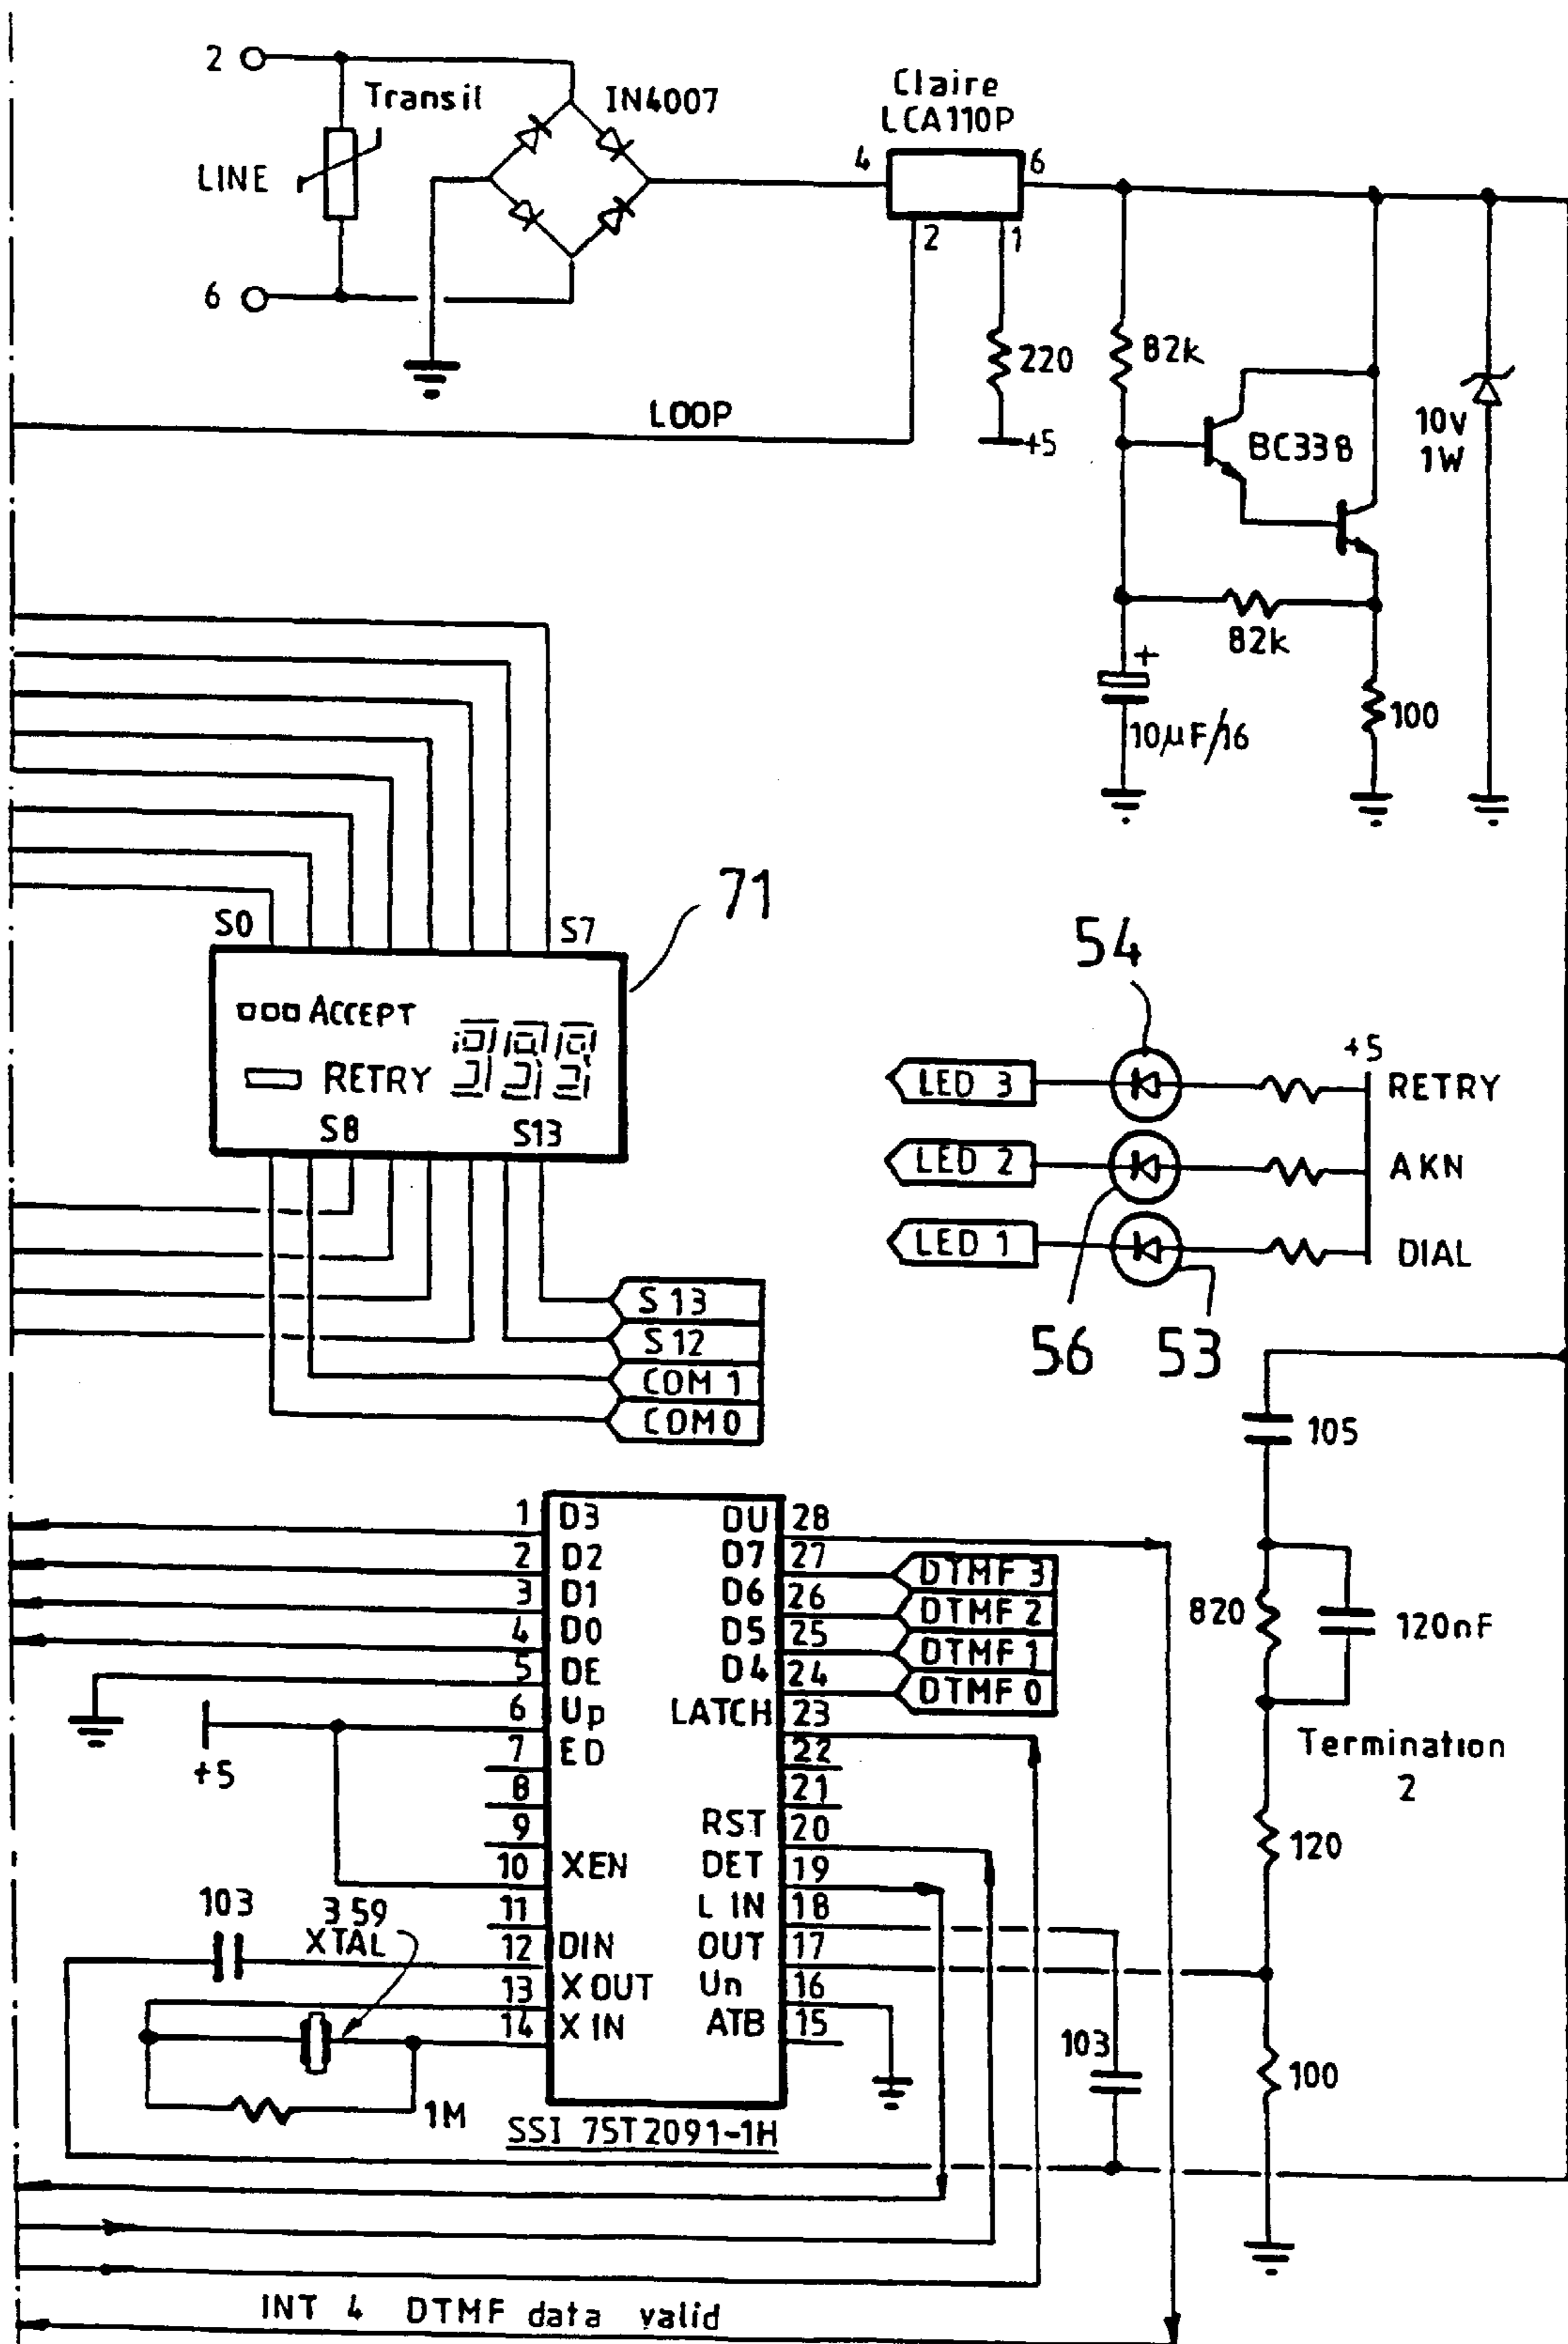 2
Transil
IN4007
Claire
LCA110P
LINE
4
6
2
1
6
220
+5
LOOP
82k
BC338
10V
1W
82k
+
10µF/16
100
71
S0
S7
ACCEPT
RETRY
S8
S13
54
+5
LED 3
RETRY
LED 2
AKN
LED 1
DIAL
56
53
S 13
S 12
COM 1
COM 0
105
1 D3 DU 28
2 D2 D7 27 DTMF 3
3 D1 D6 26 DTMF 2
4 D0 D5 25 DTMF 1
5 DE D4 24 DTMF 0
6 Up LATCH 23
7 ED 22
8 21
9 RST 20
10 XEN DET 19
11 L IN 18
12 DIN OUT 17
13 XOUT Un 16
14 XIN ATB 15
+5
103
3 59
XTAL
1M
SSI 75T2091-1H
103
820
120nF
Termination
2
120
100
INT 4 DTMF data valid